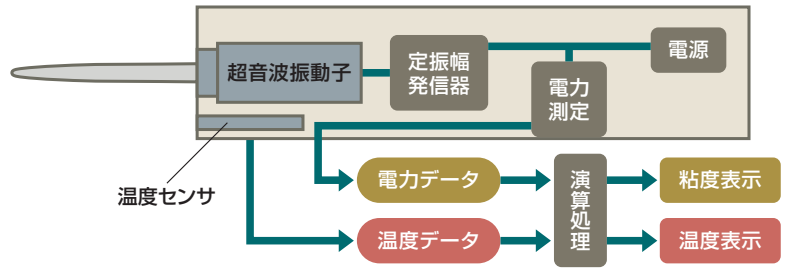 超音波振動子
定振幅
発信器
電源
電力
測定
温度センサ
電力データ
演算処理
粘度表示
温度データ
温度表示